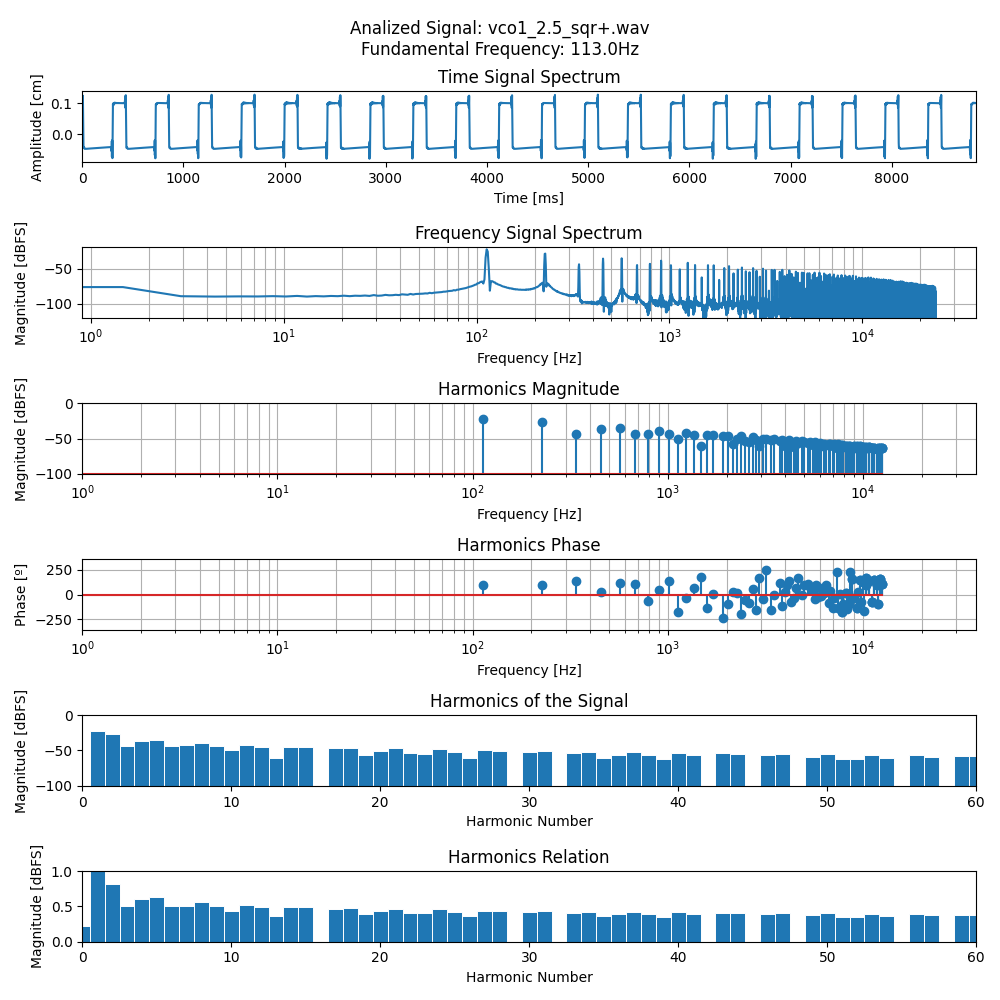 Analized Signal: vco1_2.5_sqr+.wav
Fundamental Frequency: 113.0Hz
Time Signal Spectrum
Amplitude [cm]
0.1
0.0
0 1000 2000 3000 4000 5000 6000 7000 8000
Time [ms]
Frequency Signal Spectrum
Magnitude [dBFS]
−50
−100
10^0 10^1 10^2 10^3 10^4
Frequency [Hz]
Harmonics Magnitude
Magnitude [dBFS]
0
−50
−100
10^0 10^1 10^2 10^3 10^4
Frequency [Hz]
Harmonics Phase
Phase [º]
250
0
−250
10^0 10^1 10^2 10^3 10^4
Frequency [Hz]
Harmonics of the Signal
Magnitude [dBFS]
0
−50
−100
0 10 20 30 40 50 60
Harmonic Number
Harmonics Relation
Magnitude [dBFS]
1.0
0.5
0.0
0 10 20 30 40 50 60
Harmonic Number